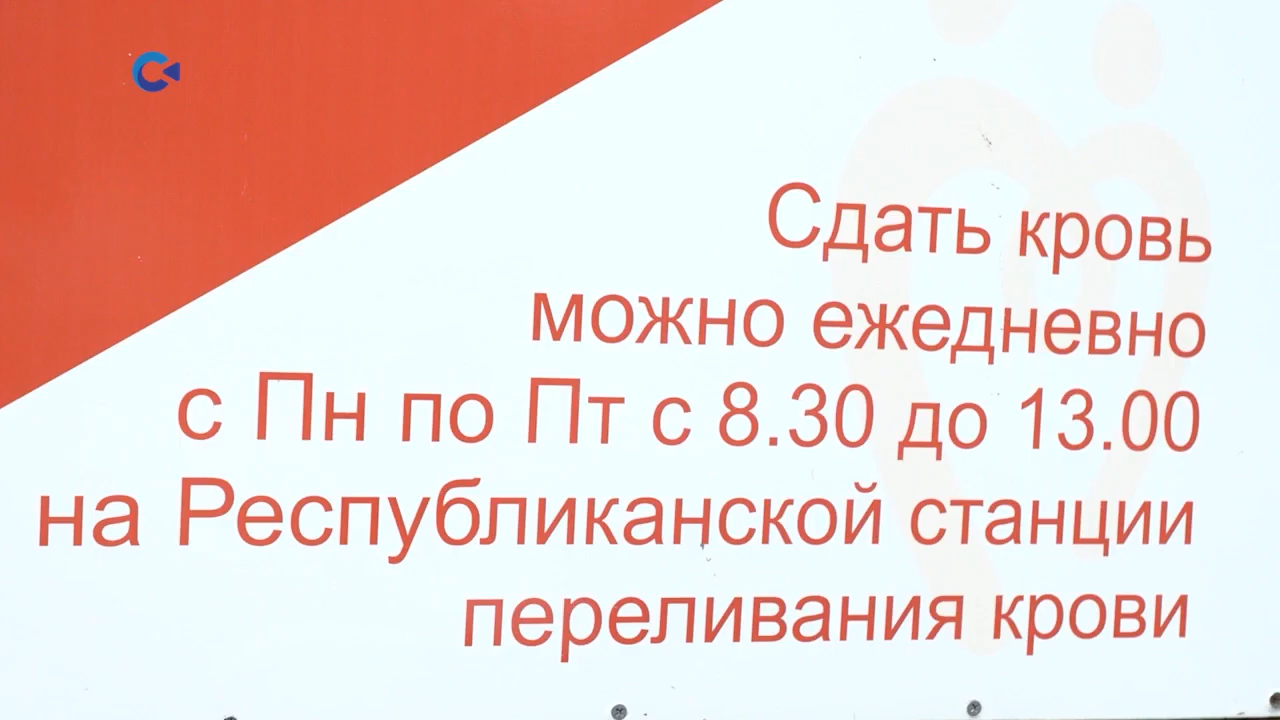 Сдать кровь
можно ежедневно
с Пн по Пт с 8.30 до 13.00
на Республиканской станции
переливания крови